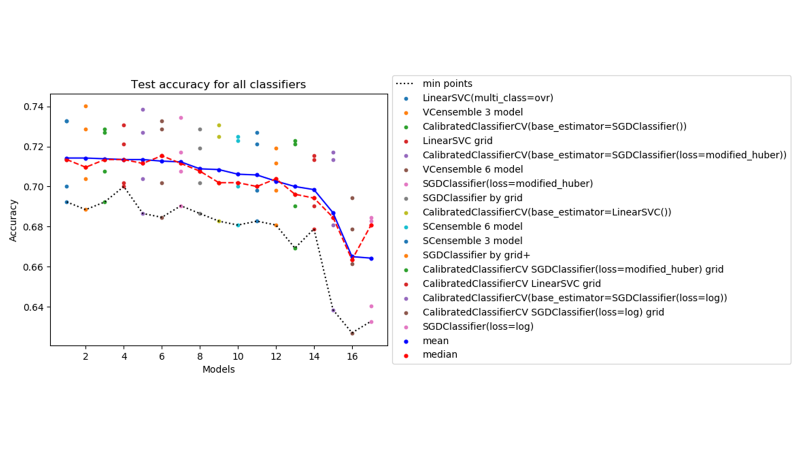 Test accuracy for all classifiers
0.74
0.72
0.70
0.68
0.66
0.64
Accuracy
2 4 6 8 10 12 14 16
Models
min points
LinearSVC(multi_class=ovr)
VCensemble 3 model
CalibratedClassifierCV(base_estimator=SGDClassifier())
LinearSVC grid
CalibratedClassifierCV(base_estimator=SGDClassifier(loss=modified_huber))
VCensemble 6 model
SGDClassifier(loss=modified_huber)
SGDClassifier by grid
CalibratedClassifierCV(base_estimator=LinearSVC())
SCensemble 6 model
SCensemble 3 model
SGDClassifier by grid+
CalibratedClassifierCV SGDClassifier(loss=modified_huber) grid
CalibratedClassifierCV LinearSVC grid
CalibratedClassifierCV(base_estimator=SGDClassifier(loss=log))
CalibratedClassifierCV SGDClassifier(loss=log) grid
SGDClassifier(loss=log)
mean
median